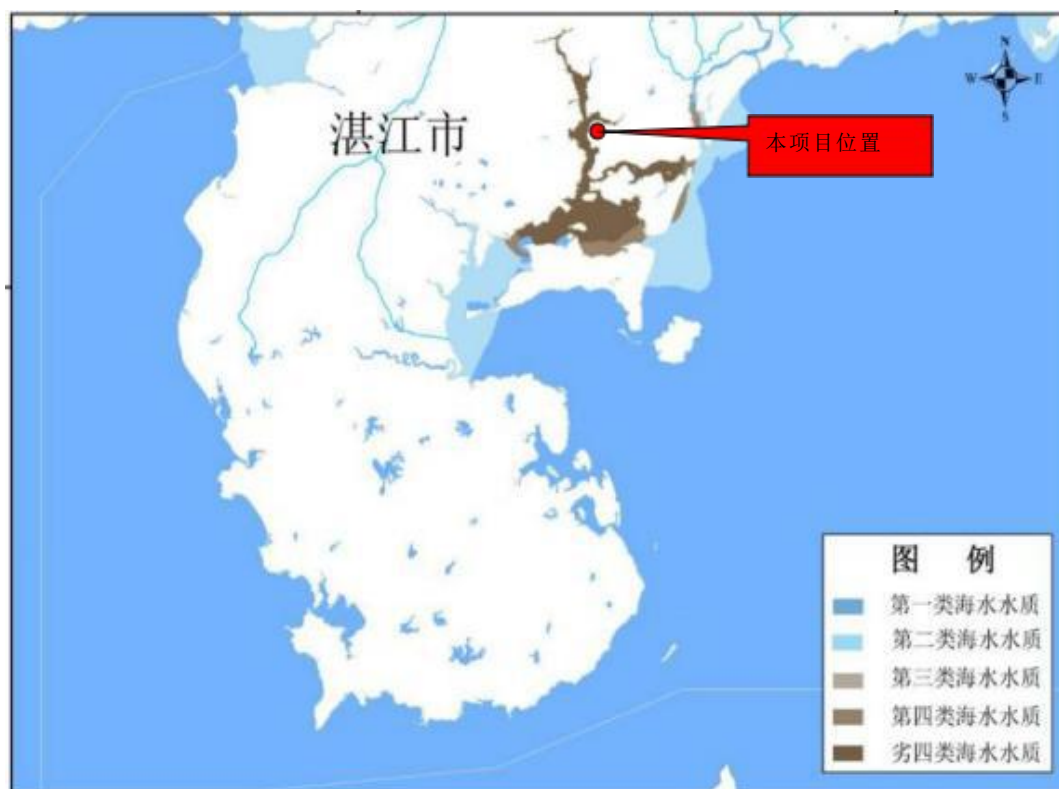 N
W E
S
湛江市
本项目位置
图 例
第一类海水水质
第二类海水水质
第三类海水水质
第四类海水水质
劣四类海水水质